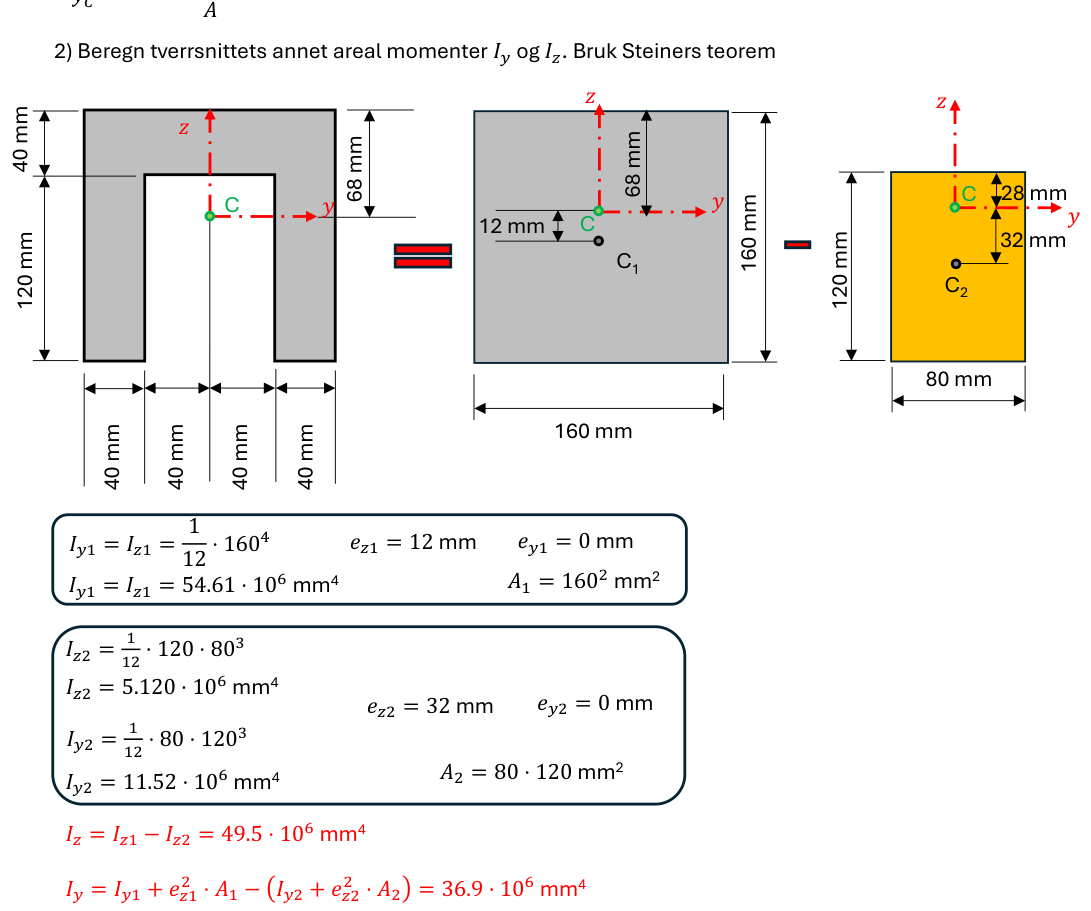 y_c
A
2) Beregn tverrsnittets annet areal momenter I_y og I_z. Bruk Steiners teorem
40 mm
120 mm
z
C
y
68 mm
40 mm
40 mm
40 mm
40 mm
z
68 mm
y
C
12 mm
C₁
160 mm
160 mm
z
C
28 mm
y
32 mm
C₂
120 mm
80 mm
I_y1 = I_z1 = 1/12 · 160⁴
e_z1 = 12 mm
e_y1 = 0 mm
I_y1 = I_z1 = 54.61 · 10⁶ mm⁴
A₁ = 160² mm²
I_z2 = 1/12 · 120 · 80³
I_z2 = 5.120 · 10⁶ mm⁴
e_z2 = 32 mm
e_y2 = 0 mm
I_y2 = 1/12 · 80 · 120³
I_y2 = 11.52 · 10⁶ mm⁴
A₂ = 80 · 120 mm²
I_z = I_z1 − I_z2 = 49.5 · 10⁶ mm⁴
I_y = I_y1 + e_z1² · A₁ − (I_y2 + e_z2² · A₂) = 36.9 · 10⁶ mm⁴